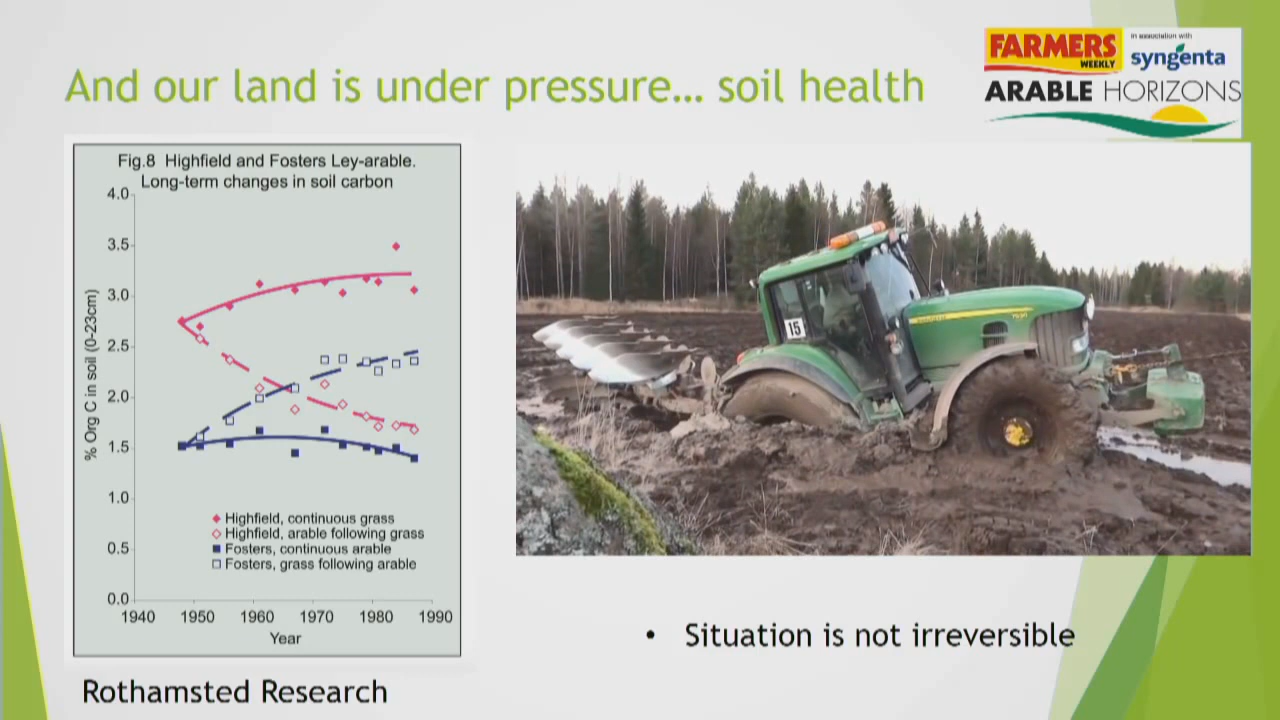 And our land is under pressure... soil health
FARMERS
WEEKLY
in association with
syngenta
ARABLE HORIZONS
Fig.8 Highfield and Fosters Ley-arable.
Long-term changes in soil carbon
4.0
3.5
3.0
2.5
2.0
1.5
1.0
0.5
0.0
% Org C in soil (0-23cm)
Highfield, continuous grass
Highfield, arable following grass
Fosters, continuous arable
Fosters, grass following arable
1940 1950 1960 1970 1980 1990
Year
15
• Situation is not irreversible
Rothamsted Research